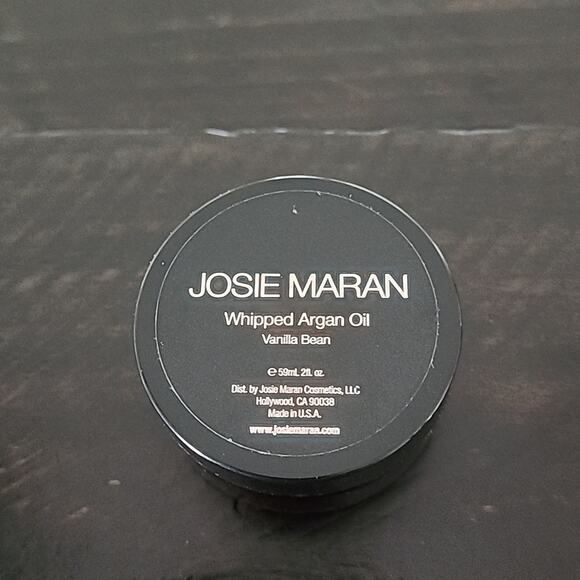 JOSIE MARAN
Whipped Argan Oil
Vanilla Bean
℮ 59mL 2fl. oz.
Dist. by Josie Maran Cosmetics, LLC
Hollywood, CA 90038
Made in U.S.A.
www.josiemaran.com